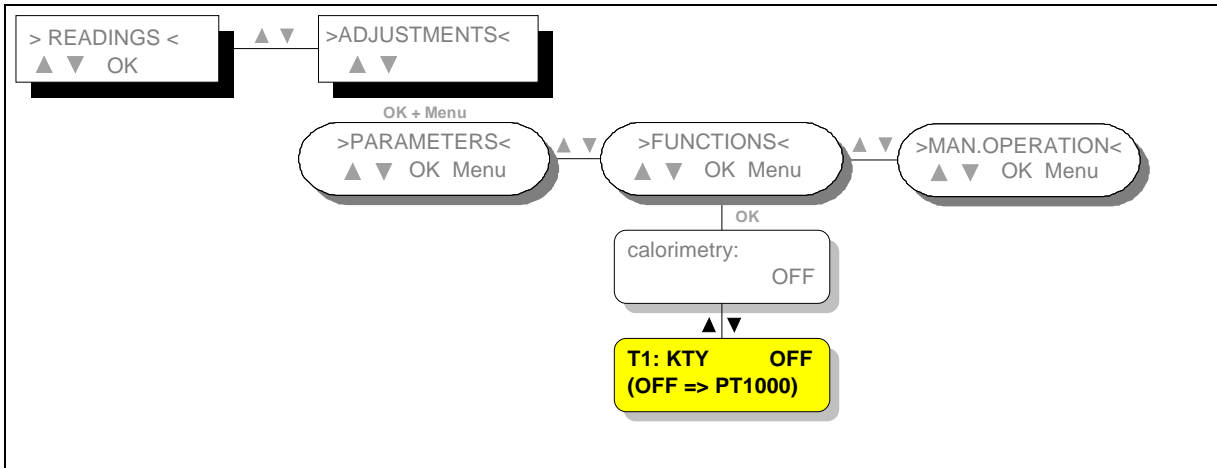 > READINGS <
▲ ▼ OK
▲ ▼
>ADJUSTMENTS<
▲ ▼
OK + Menu
>PARAMETERS<
▲ ▼ OK Menu
▲ ▼
>FUNCTIONS<
▲ ▼ OK Menu
▲ ▼
>MAN.OPERATION<
▲ ▼ OK Menu
OK
calorimetry:
OFF
▲ ▼
T1: KTY OFF
(OFF => PT1000)